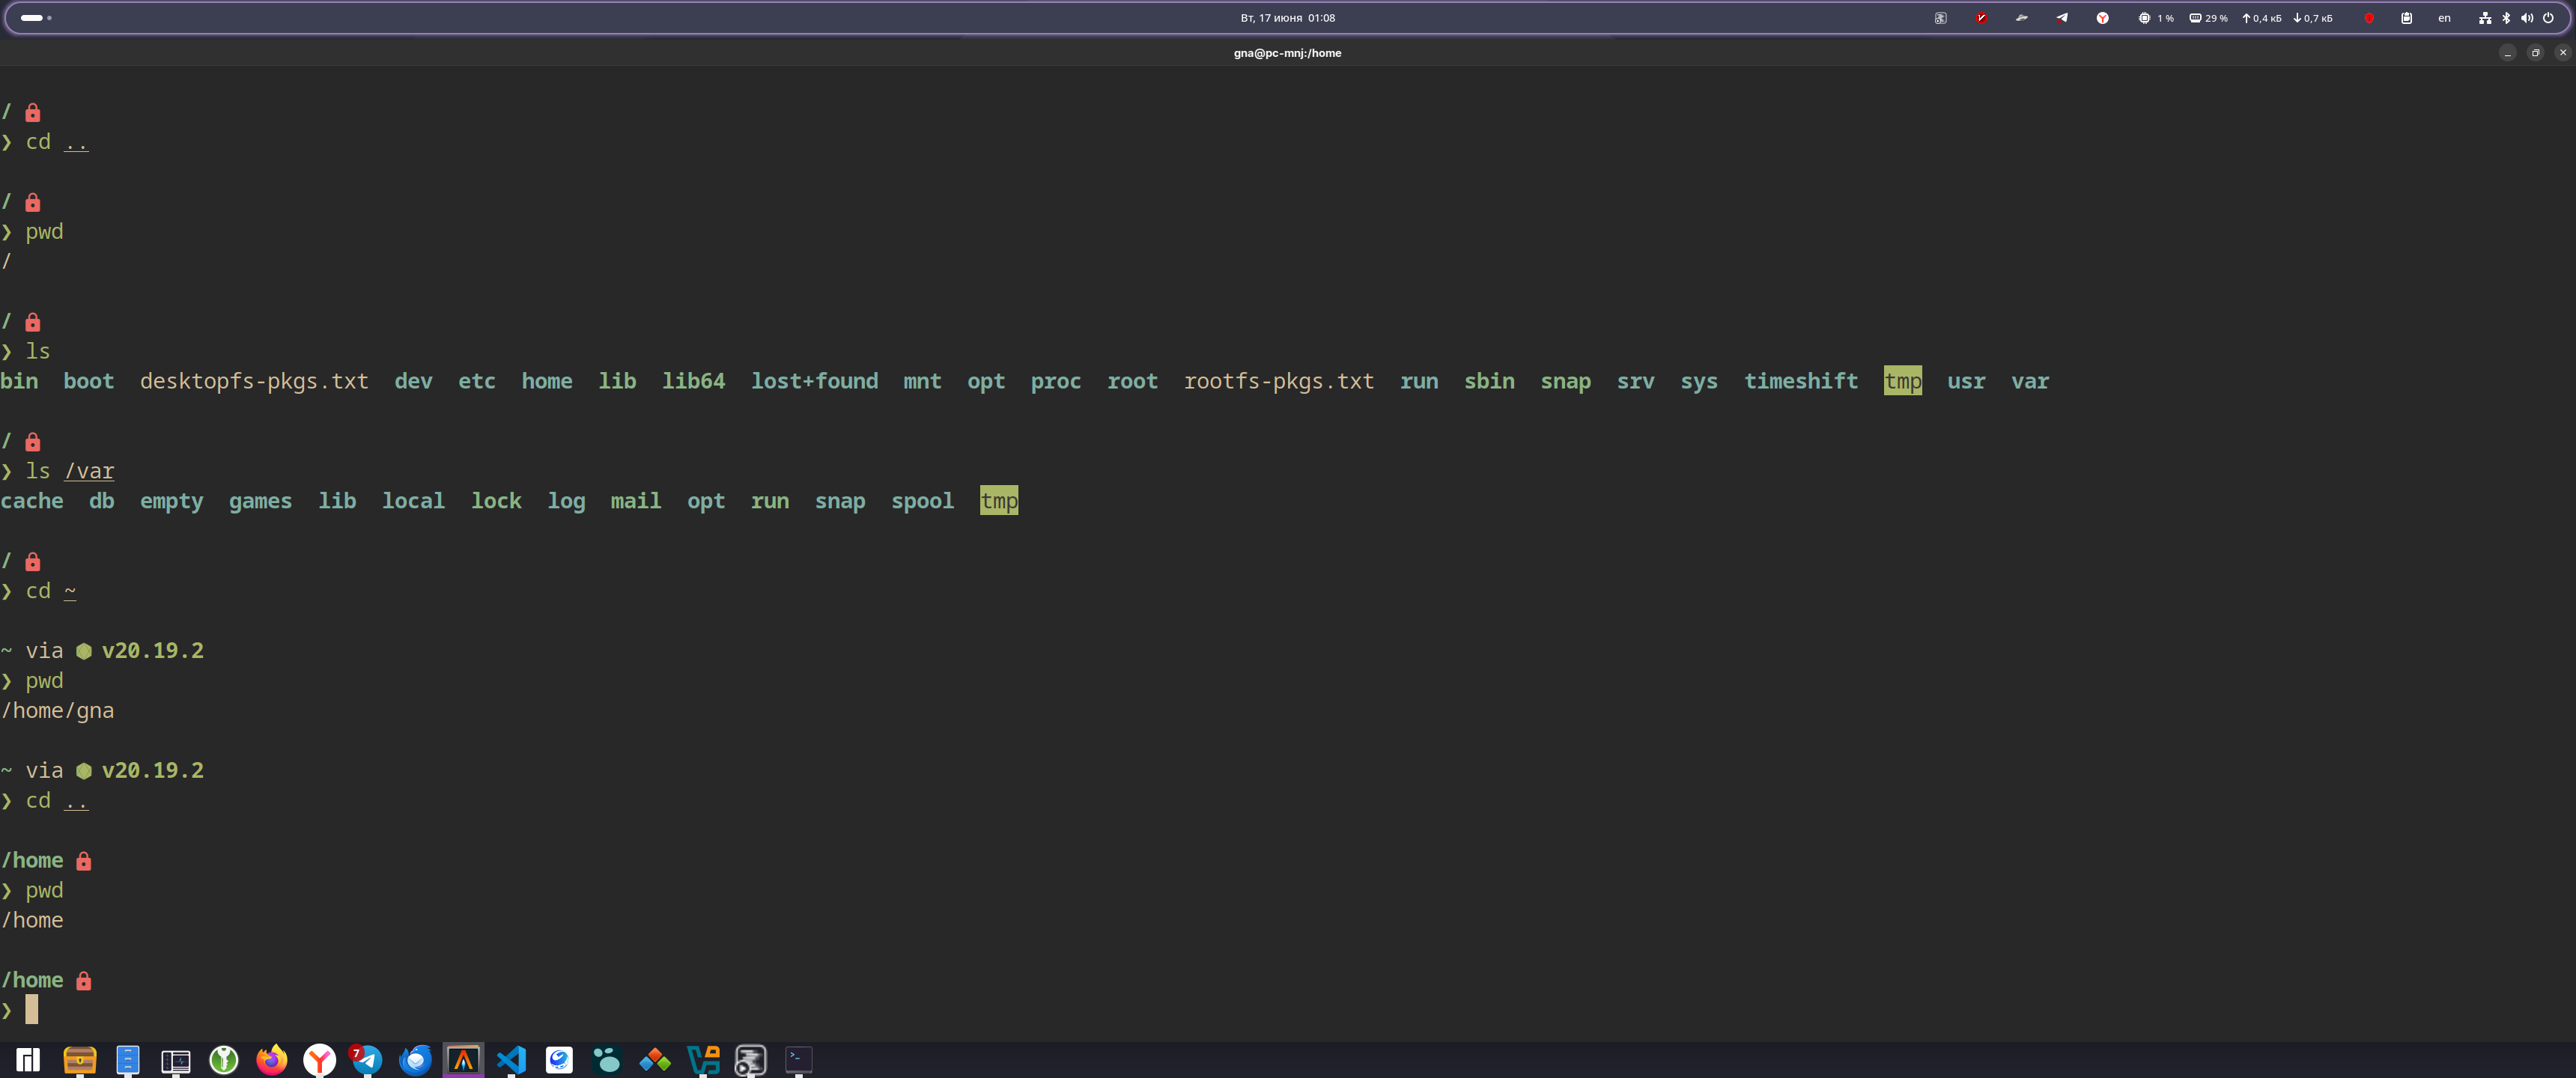 Вт, 17 июня 01:08
1 % 29 % 0,4 кБ 0,7 кБ en
gna@pc-mnj:/home
/
❯ cd ..
/
❯ pwd
/
/
❯ ls
bin boot desktopfs-pkgs.txt dev etc home lib lib64 lost+found mnt opt proc root rootfs-pkgs.txt run sbin snap srv sys timeshift tmp usr var
/
❯ ls /var
cache db empty games lib local lock log mail opt run snap spool tmp
/
❯ cd ~
~ via ⬢ v20.19.2
❯ pwd
/home/gna
~ via ⬢ v20.19.2
❯ cd ..
/home
❯ pwd
/home
/home
❯
7